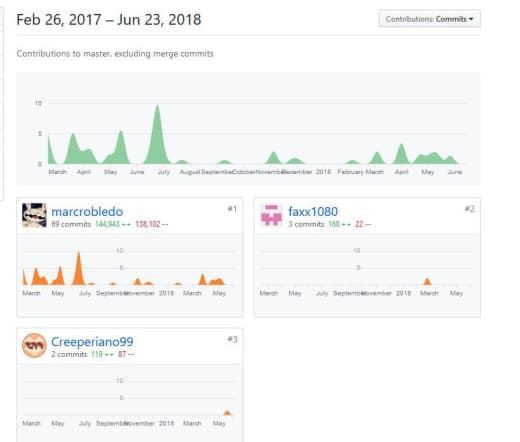 Feb 26, 2017 – Jun 23, 2018
Contributions: Commits
Contributions to master, excluding merge commits
10
5
0
March April May June July August September October November December 2018 February March April May June
marcrobledo #1
69 commits 144,943 ++ 138,102 --
10
5
March May July September November 2018 March May
faxx1080 #2
3 commits 168 ++ 22 --
10
5
March May July September November 2018 March May
Creeperiano99 #3
2 commits 119 ++ 87 --
10
5
March May July September November 2018 March May